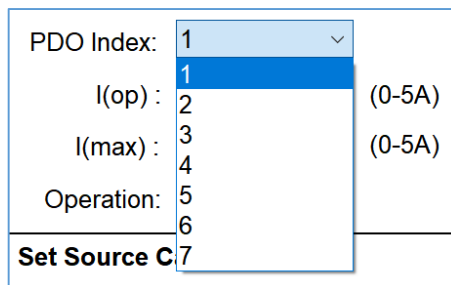 PDO Index: 1
1
I(op) : 2 (0-5A)
3
I(max) : 4 (0-5A)
Operation: 5
6
Set Source C 7